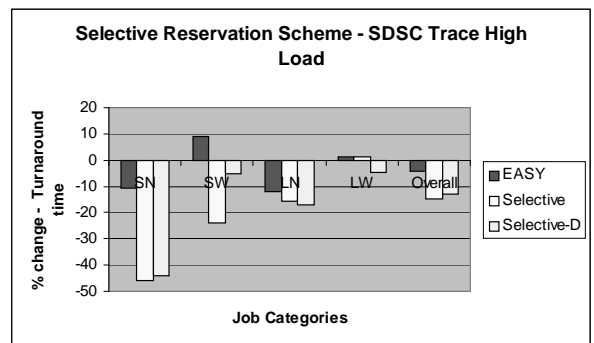 Selective Reservation Scheme - SDSC Trace High
Load
% change - Turnaround
time
20
10
0
-10
-20
-30
-40
-50
SN
SW
LN
LW
Overall
Job Categories
EASY
Selective
Selective-D